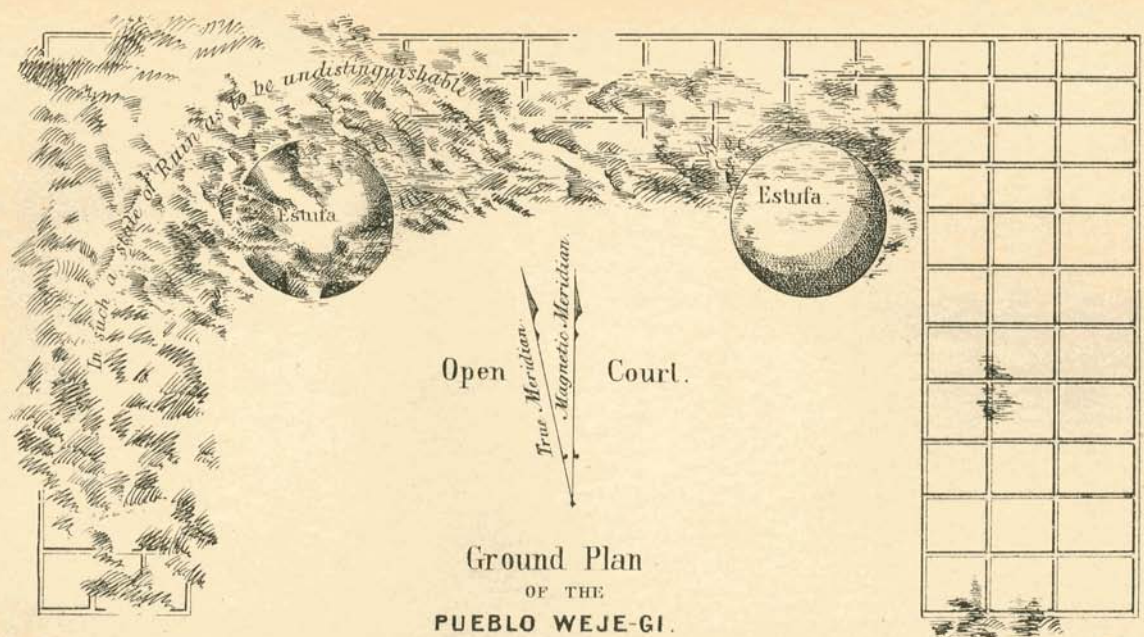 In such a state of Ruin as to be undistinguishable
Estufa
Estufa.
True Meridian.
Magnetic Meridian.
Open Court.
Ground Plan
OF THE
PUEBLO WEJE-GI.